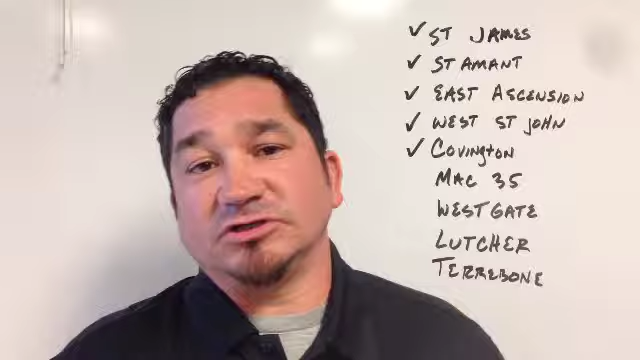 ✓ ST JAMES
✓ ST AMANT
✓ EAST ASCENSION
✓ WEST ST JOHN
✓ COVINGTON
MAC 35
WESTGATE
LUTCHER
TERREBONE